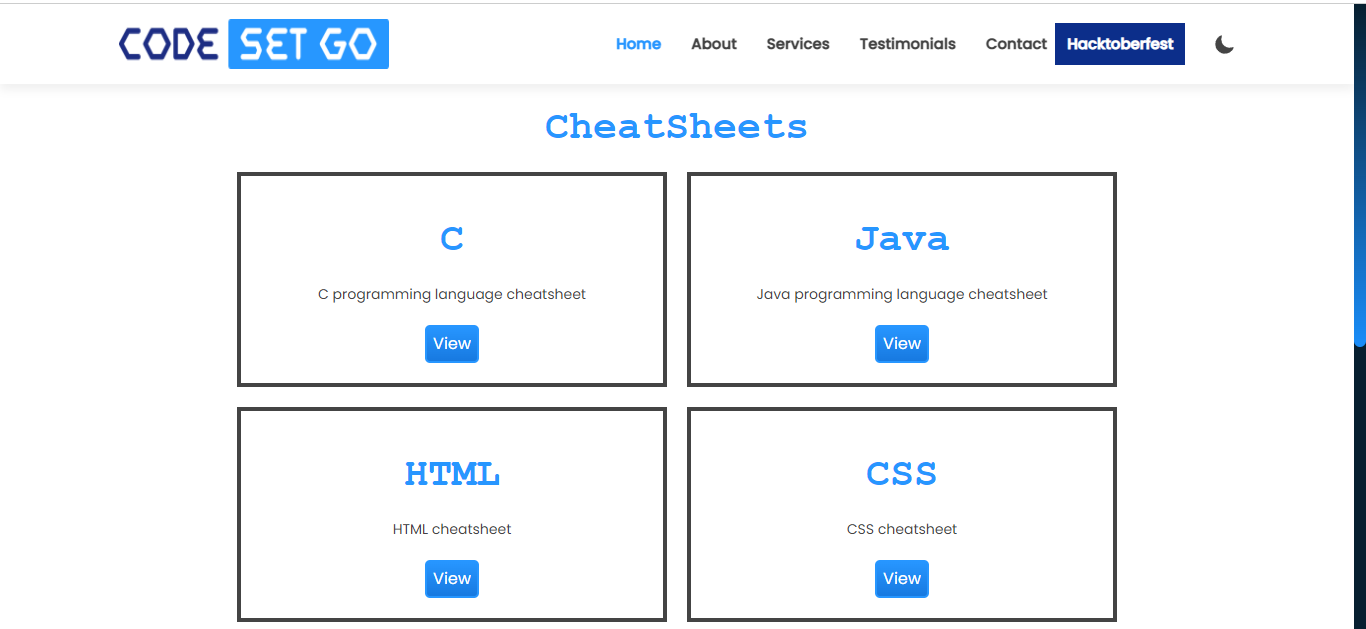 CODE SET GO Home About Services Testimonials Contact Hacktoberfest
CheatSheets
C
C programming language cheatsheet
View
Java
Java programming language cheatsheet
View
HTML
HTML cheatsheet
View
CSS
CSS cheatsheet
View